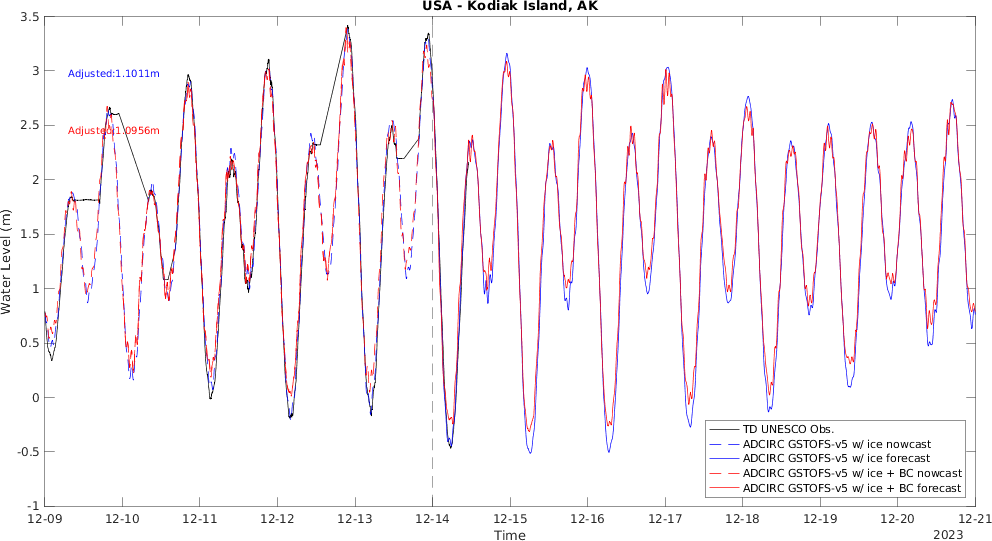 USA - Kodiak Island, AK
3.5
3
2.5
2
1.5
1
0.5
0
-0.5
-1
Water Level (m)
Adjusted:1.1011m
Adjusted:1.0956m
TD UNESCO Obs.
ADCIRC GSTOFS-v5 w/ ice nowcast
ADCIRC GSTOFS-v5 w/ ice forecast
ADCIRC GSTOFS-v5 w/ ice + BC nowcast
ADCIRC GSTOFS-v5 w/ ice + BC forecast
12-09 12-10 12-11 12-12 12-13 12-14 12-15 12-16 12-17 12-18 12-19 12-20 12-21
Time
2023